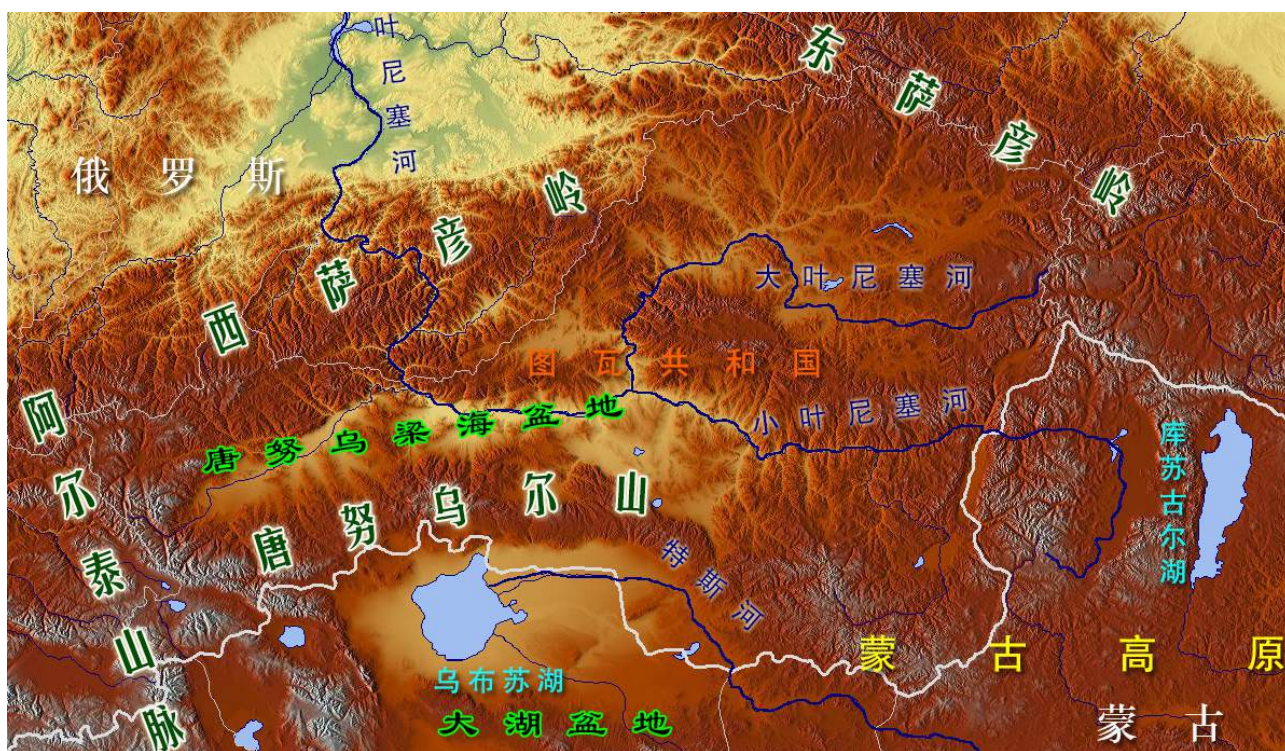 叶尼塞河
东萨彦岭
俄罗斯
西萨彦岭
大叶尼塞河
图瓦共和国
小叶尼塞河
唐努乌梁海盆地
库苏古尔湖
唐努乌尔山
阿尔泰山脉
特斯河
蒙古高原
乌布苏湖
大湖盆地
蒙古